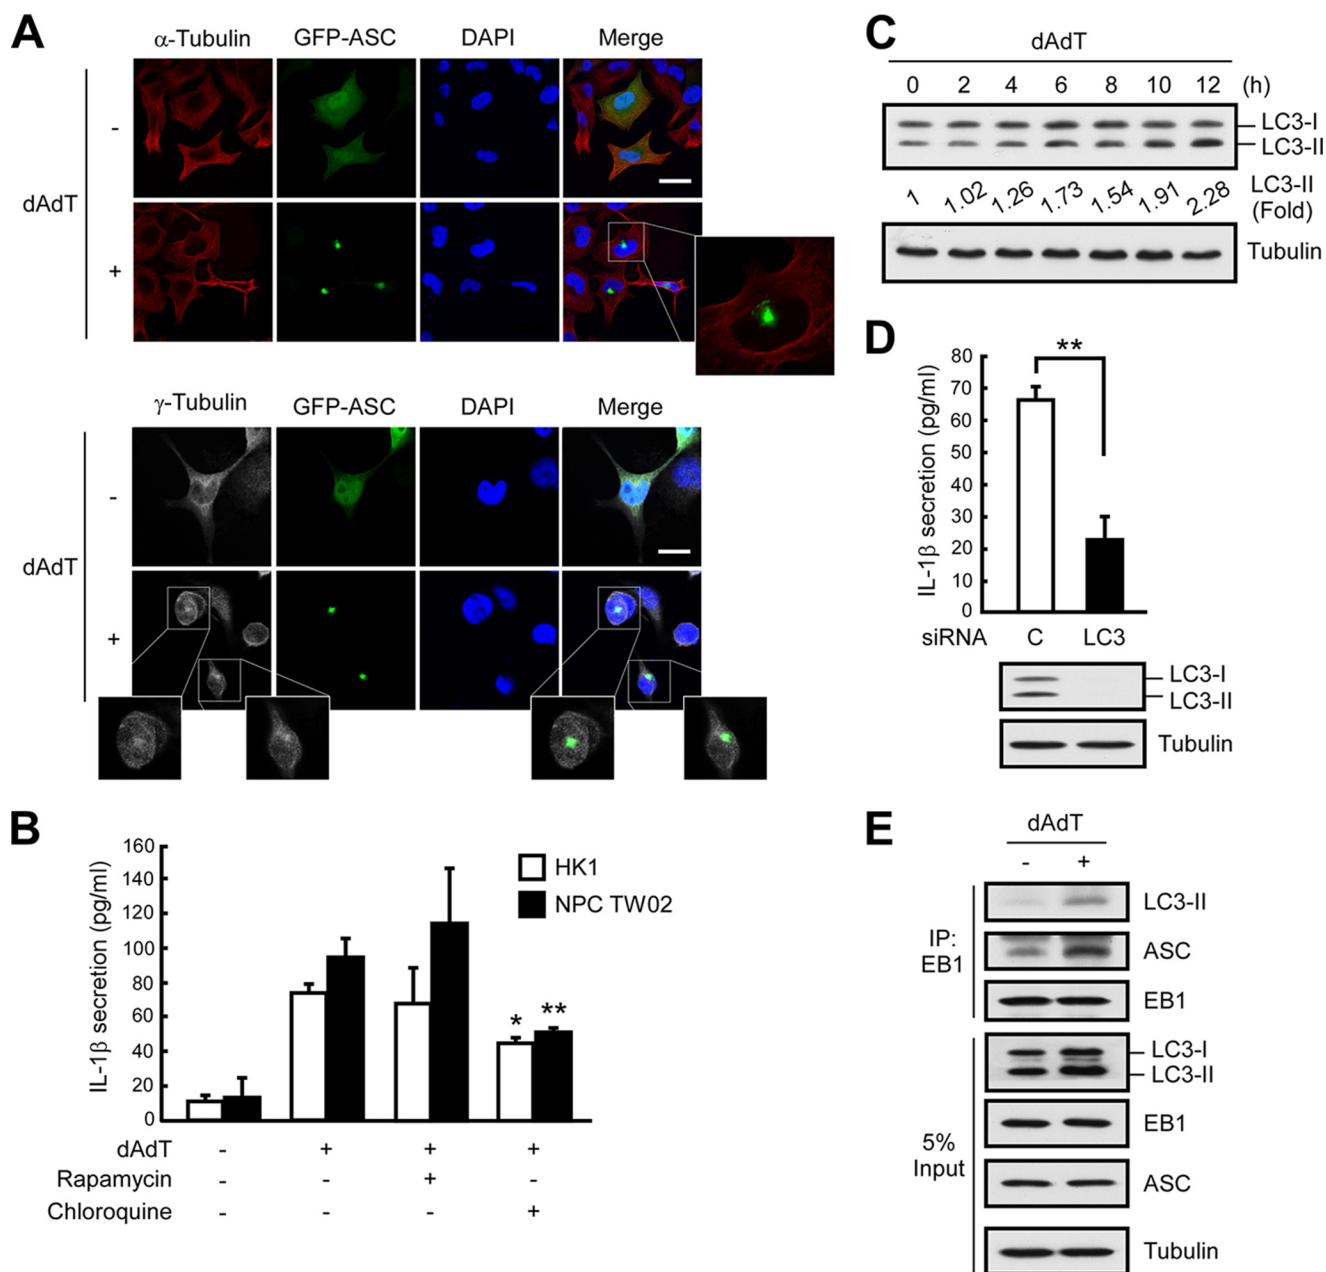 A
α-Tubulin GFP-ASC DAPI Merge
-
dAdT
+
γ-Tubulin GFP-ASC DAPI Merge
-
dAdT
+
B
IL-1β secretion (pg/ml)
160
140
120
100
80
60
40
20
0
HK1
NPC TW02
* **
dAdT - + + +
Rapamycin - - + -
Chloroquine - - - +
C
dAdT
0 2 4 6 8 10 12 (h)
LC3-I
LC3-II
1 1.02 1.26 1.73 1.54 1.91 2.28 LC3-II
(Fold)
Tubulin
D
IL-1β secretion (pg/ml)
80
70
60
50
40
30
20
10
0
**
siRNA C LC3
LC3-I
LC3-II
Tubulin
E
dAdT
- +
IP:
EB1
LC3-II
ASC
EB1
5%
Input
LC3-I
LC3-II
EB1
ASC
Tubulin